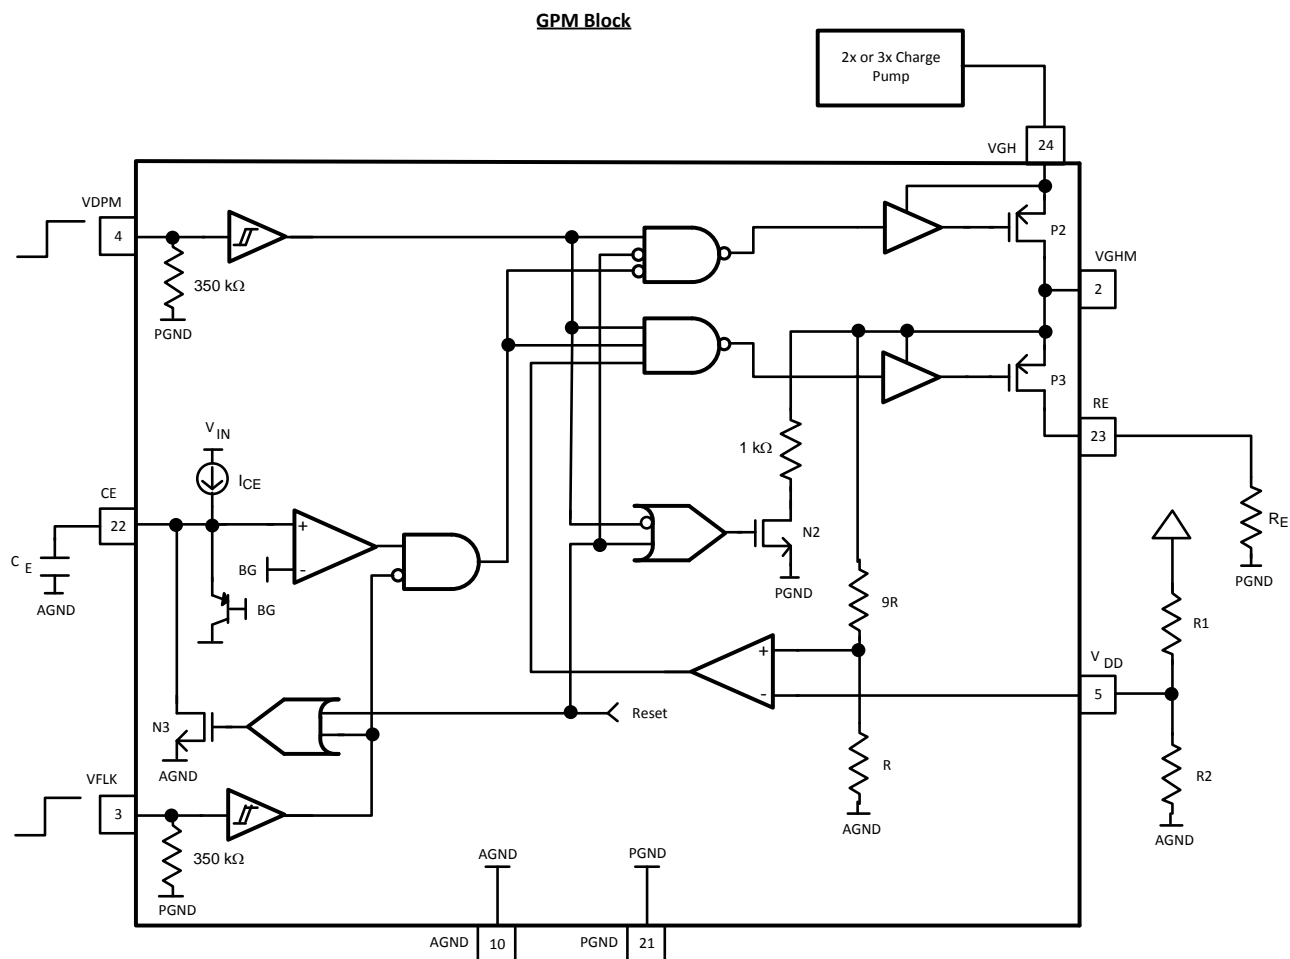 GPM Block
2x or 3x Charge
Pump
VGH
24
VDPM
4
350 kΩ
PGND
P2
VGHM
2
P3
RE
23
1 kΩ
V IN
ICE
CE
22
C E
AGND
BG
BG
N2
PGND
RE
PGND
9R
R1
V DD
5
N3
AGND
Reset
R
AGND
R2
AGND
VFLK
3
350 kΩ
PGND
AGND
PGND
AGND
10
PGND
21
+
-
+
-